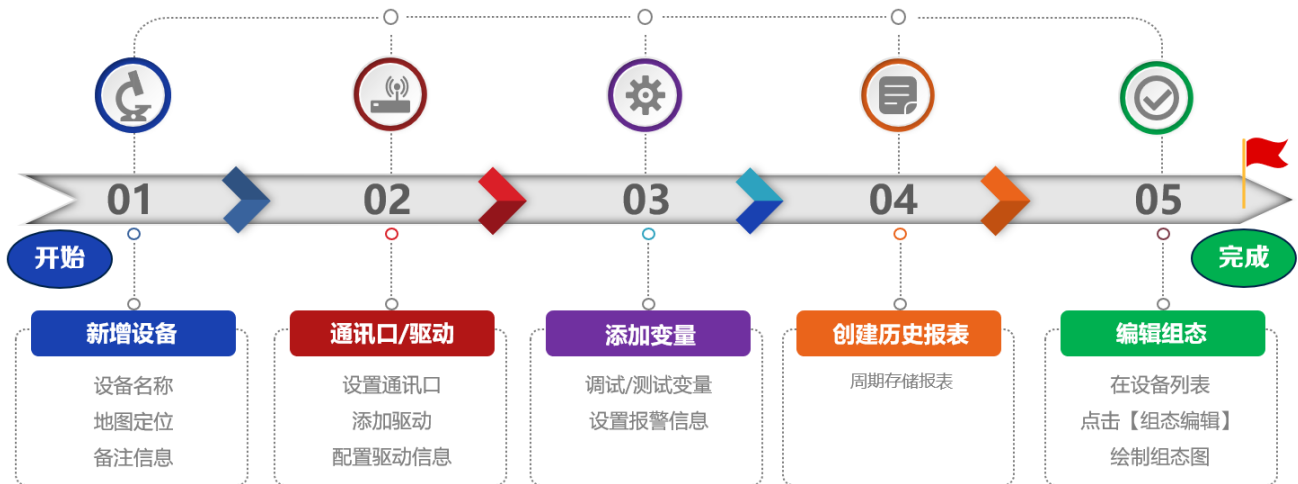 01
02
03
04
05
开始
完成
新增设备
设备名称
地图定位
备注信息
通讯口/驱动
设置通讯口
添加驱动
配置驱动信息
添加变量
调试/测试变量
设置报警信息
创建历史报表
周期存储报表
编辑组态
在设备列表
点击【组态编辑】
绘制组态图